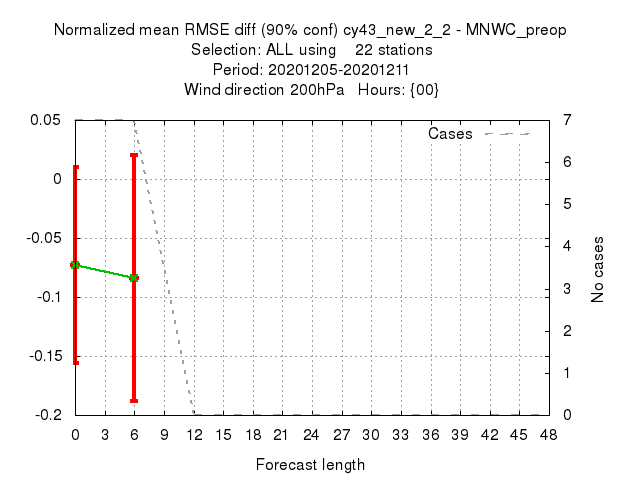 Normalized mean RMSE diff (90% conf) cy43_new_2_2 - MNWC_preop
Selection: ALL using    22 stations
Period: 20201205-20201211
Wind direction 200hPa   Hours: {00}
Cases
0.05
0
-0.05
-0.1
-0.15
-0.2
7
6
5
4
3
2
1
0
No cases
0 3 6 9 12 15 18 21 24 27 30 33 36 39 42 45 48
Forecast length